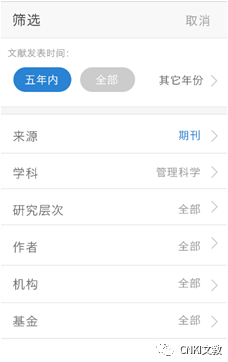 筛选 取消
文献发表时间:
五年内 全部 其它年份
来源 期刊
学科 管理科学
研究层次 全部
作者 全部
机构 全部
基金 全部
CNKI文教